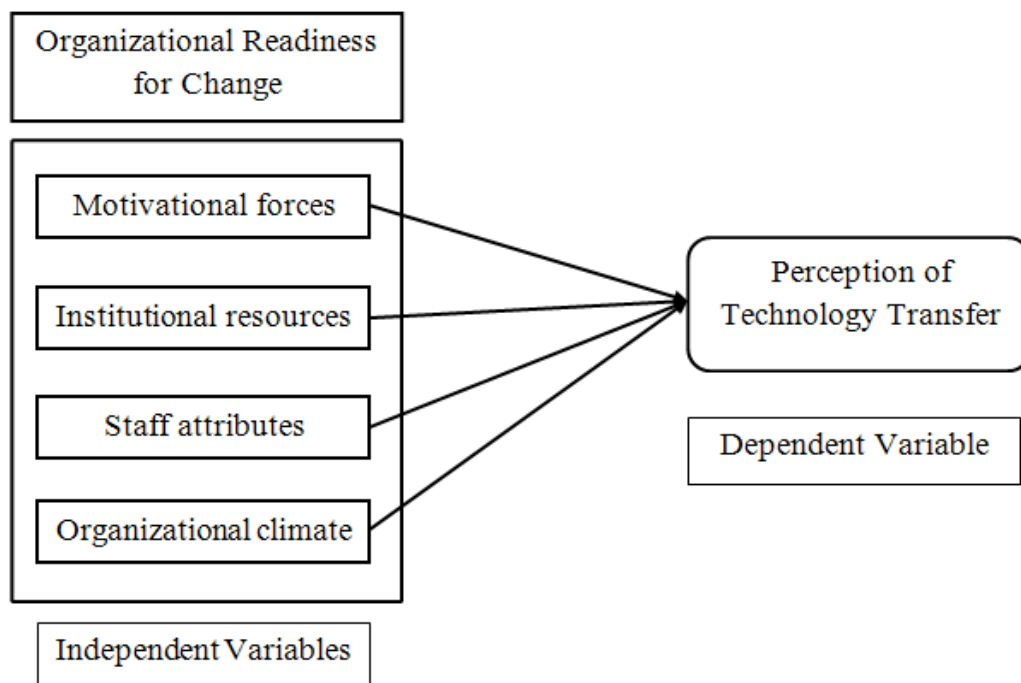 Organizational Readiness
for Change
Motivational forces
Institutional resources
Staff attributes
Organizational climate
Independent Variables
Perception of
Technology Transfer
Dependent Variable